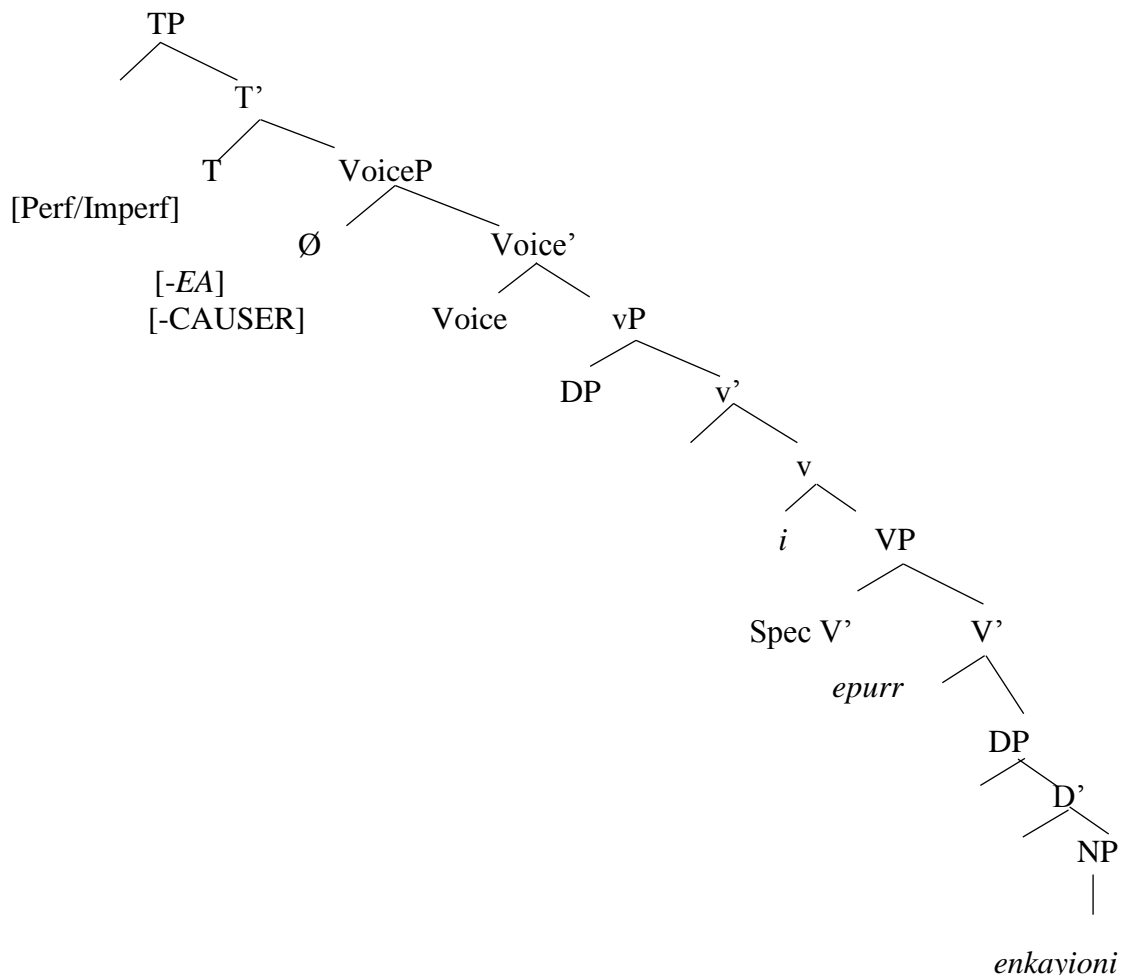 TP
T’
T VoiceP
[Perf/Imperf]
Ø Voice’
[-EA]
[-CAUSER] Voice vP
DP v’
v
i VP
Spec V’ V’
epurr
DP
D’
NP
enkayioni